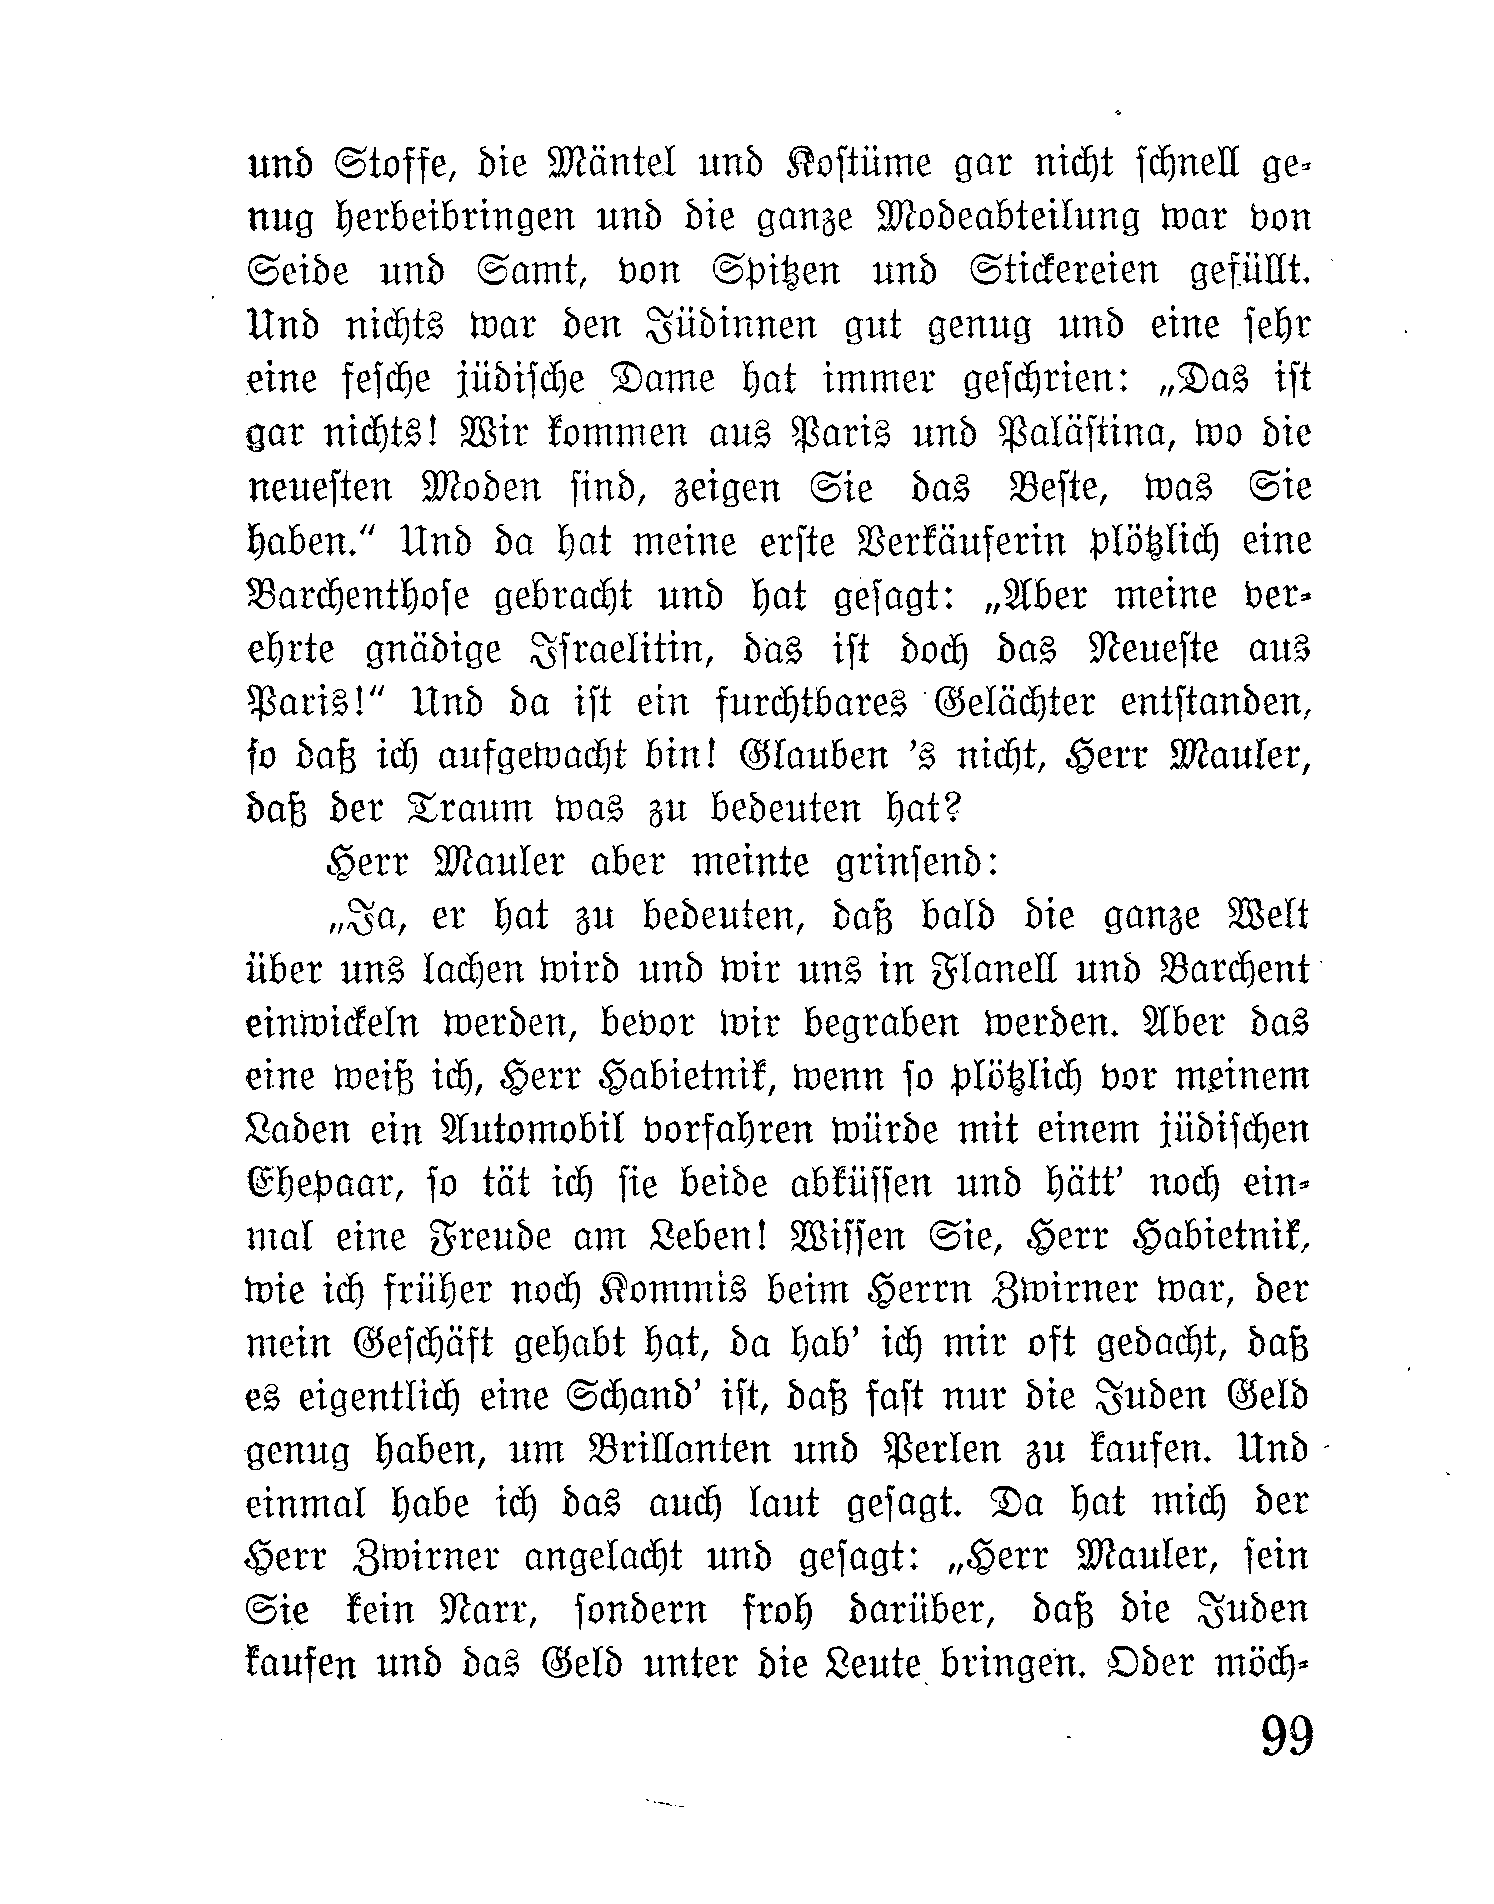 und Stoffe, die Mäntel und Koſtüme gar nicht ſchnell ge⸗
nug herbeibringen und die ganze Modeabteilung war von
Seide und Samt, von Spitzen und Stickereien gefüllt.
Und nichts war den Jüdinnen gut genug und eine ſehr
eine feſche jüdiſche Dame hat immer geſchrien: „Das iſt
gar nichts! Wir kommen aus Paris und Paläſtina, wo die
neueſten Moden ſind, zeigen Sie das Beſte, was Sie
haben.“ Und da hat meine erſte Verkäuferin plötzlich eine
Barchenthoſe gebracht und hat geſagt: „Aber meine ver⸗
ehrte gnädige Iſraelitin, das iſt doch das Neueſte aus
Paris!“ Und da iſt ein furchtbares Gelächter entſtanden,
ſo daß ich aufgewacht bin! Glauben 's nicht, Herr Mauler,
daß der Traum was zu bedeuten hat?
Herr Mauler aber meinte grinſend:
„Ja, er hat zu bedeuten, daß bald die ganze Welt
über uns lachen wird und wir uns in Flanell und Barchent
einwickeln werden, bevor wir begraben werden. Aber das
eine weiß ich, Herr Habietnik, wenn ſo plötzlich vor meinem
Laden ein Automobil vorfahren würde mit einem jüdiſchen
Ehepaar, ſo tät ich ſie beide abküſſen und hätt' noch ein⸗
mal eine Freude am Leben! Wiſſen Sie, Herr Habietnik,
wie ich früher noch Kommis beim Herrn Zwirner war, der
mein Geſchäft gehabt hat, da hab' ich mir oft gedacht, daß
es eigentlich eine Schand' iſt, daß faſt nur die Juden Geld
genug haben, um Brillanten und Perlen zu kaufen. Und
einmal habe ich das auch laut geſagt. Da hat mich der
Herr Zwirner angelacht und geſagt: „Herr Mauler, ſein
Sie kein Narr, ſondern froh darüber, daß die Juden
kaufen und das Geld unter die Leute bringen. Oder möch⸗
99